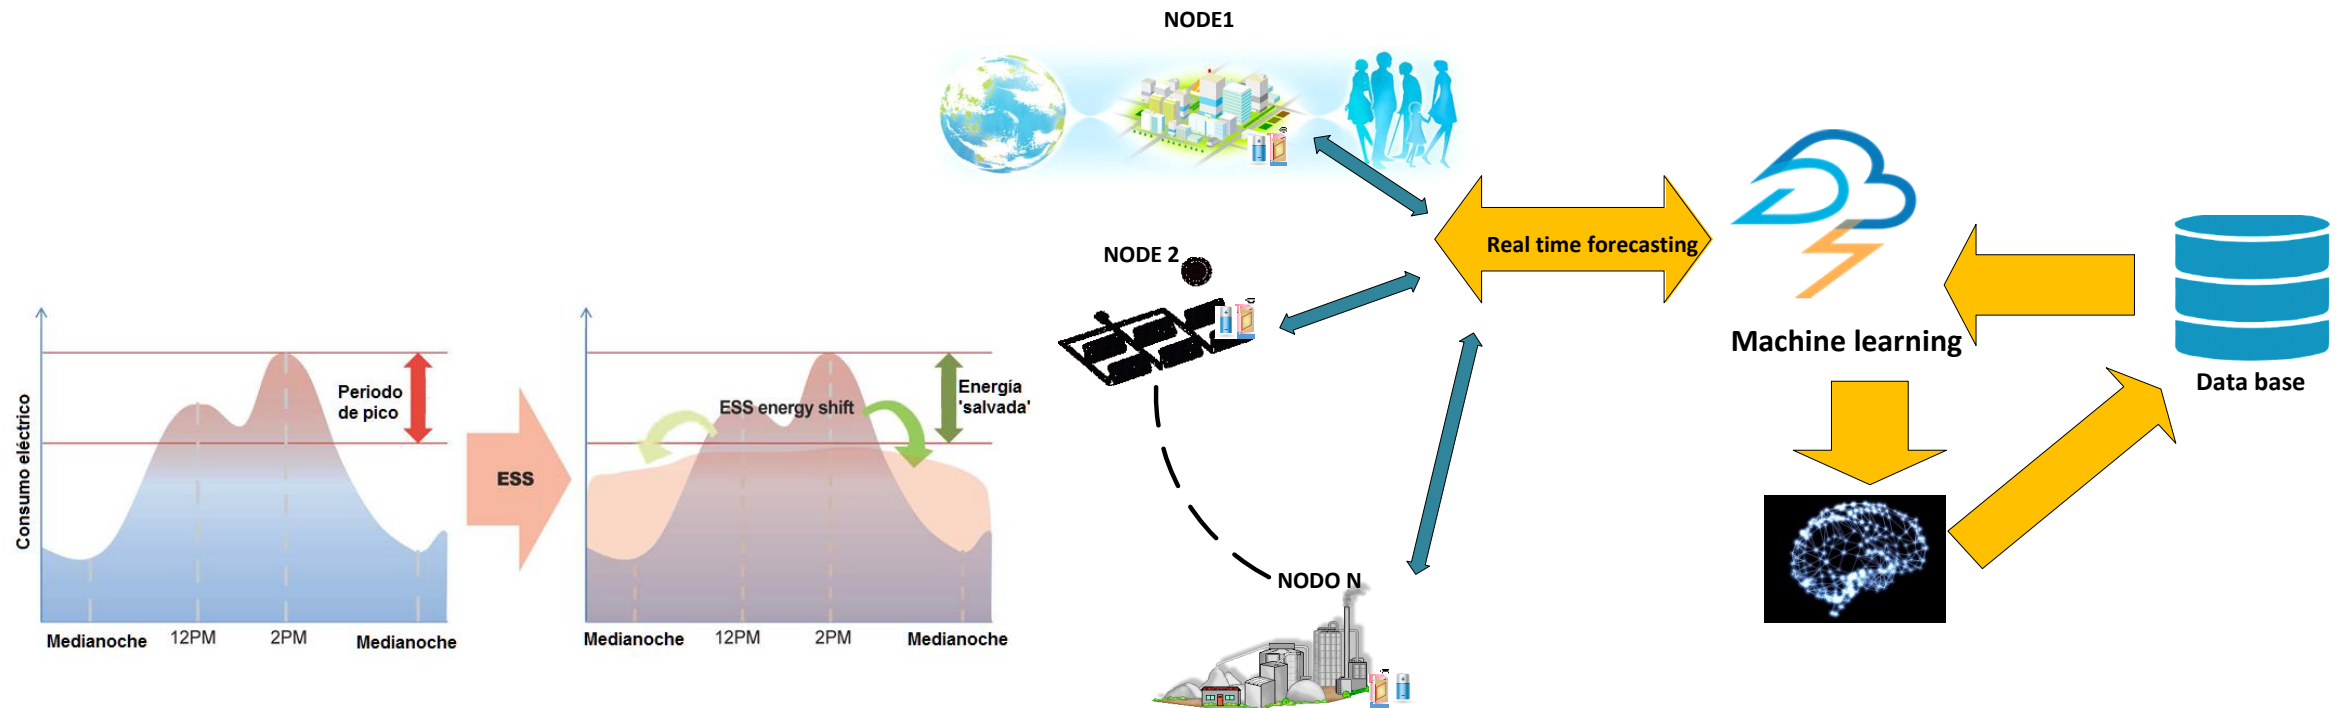 Consumo eléctrico
Periodo
de pico
Medianoche
12PM
2PM
Medianoche
ESS
ESS energy shift
Energía
'salvada'
Medianoche
12PM
2PM
Medianoche
NODE1
NODE 2
NODO N
Real time forecasting
Machine learning
Data base